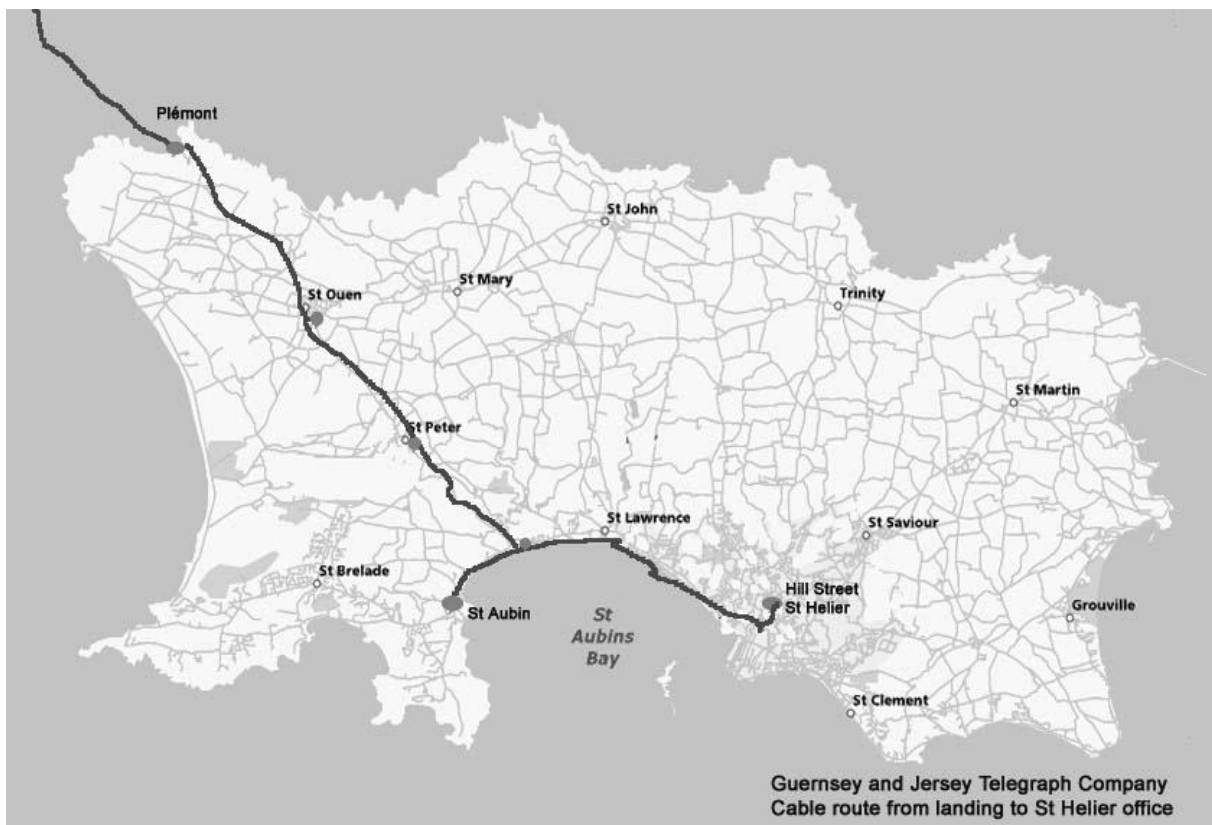 Plémont
St John
St Mary
St Ouen
Trinity
St Martin
St Peter
St Lawrence
St Saviour
St Brelade
St Aubin
Hill Street
St Helier
Grouville
St
Aubins
Bay
St Clement
Guernsey and Jersey Telegraph Company
Cable route from landing to St Helier office